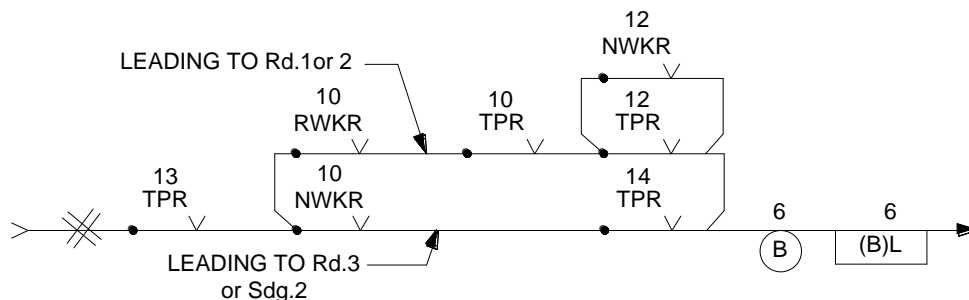 12
NWKR
LEADING TO Rd.1or 2
10
RWKR
10
TPR
12
TPR
13
TPR
10
NWKR
14
TPR
6
B
6
(B)L
LEADING TO Rd.3
or Sdg.2